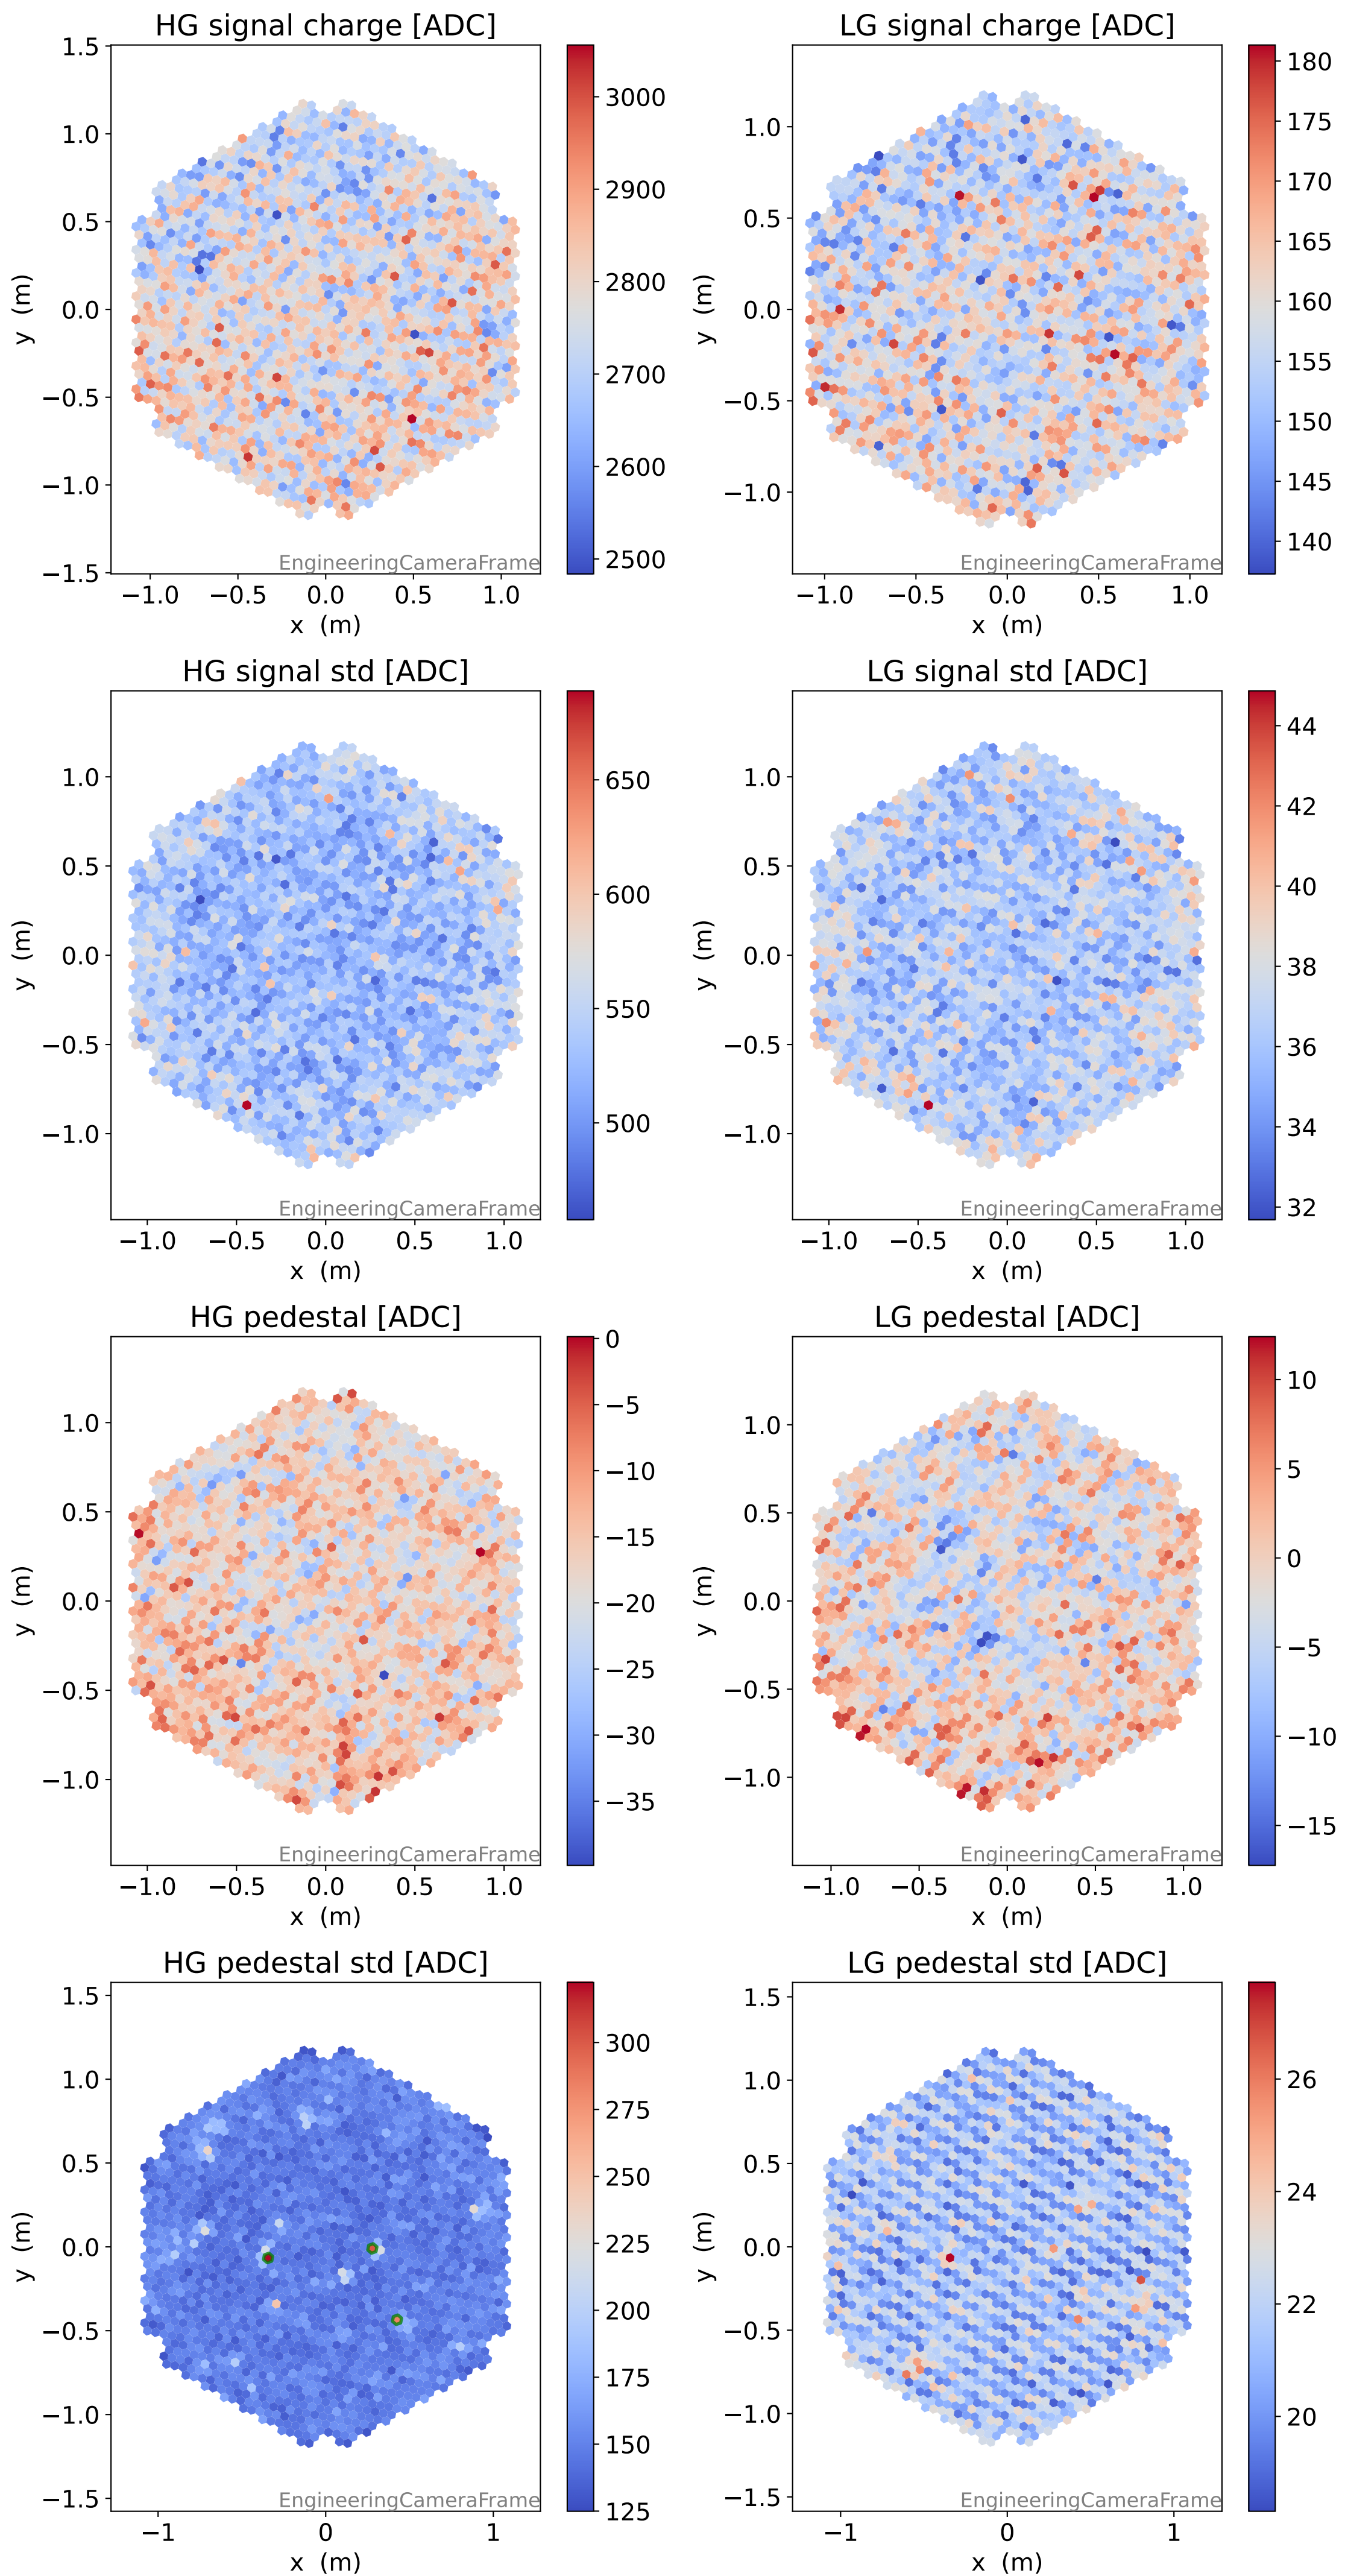 HG signal charge [ADC]
1.5
1.0
0.5
0.0
−0.5
−1.0
−1.5
y (m)
−1.0 −0.5 0.0 0.5 1.0
x (m)
EngineeringCameraFrame
3000
2900
2800
2700
2600
2500
LG signal charge [ADC]
1.0
0.5
0.0
−0.5
−1.0
y (m)
−1.0 −0.5 0.0 0.5 1.0
x (m)
EngineeringCameraFrame
180
175
170
165
160
155
150
145
140
HG signal std [ADC]
1.0
0.5
0.0
−0.5
−1.0
y (m)
−1.0 −0.5 0.0 0.5 1.0
x (m)
EngineeringCameraFrame
650
600
550
500
LG signal std [ADC]
1.0
0.5
0.0
−0.5
−1.0
y (m)
−1.0 −0.5 0.0 0.5 1.0
x (m)
EngineeringCameraFrame
44
42
40
38
36
34
32
HG pedestal [ADC]
1.0
0.5
0.0
−0.5
−1.0
y (m)
−1.0 −0.5 0.0 0.5 1.0
x (m)
EngineeringCameraFrame
0
−5
−10
−15
−20
−25
−30
−35
LG pedestal [ADC]
1.0
0.5
0.0
−0.5
−1.0
y (m)
−1.0 −0.5 0.0 0.5 1.0
x (m)
EngineeringCameraFrame
10
5
0
−5
−10
−15
HG pedestal std [ADC]
1.5
1.0
0.5
0.0
−0.5
−1.0
−1.5
y (m)
−1 0 1
x (m)
EngineeringCameraFrame
300
275
250
225
200
175
150
125
LG pedestal std [ADC]
1.5
1.0
0.5
0.0
−0.5
−1.0
−1.5
y (m)
−1 0 1
x (m)
EngineeringCameraFrame
26
24
22
20